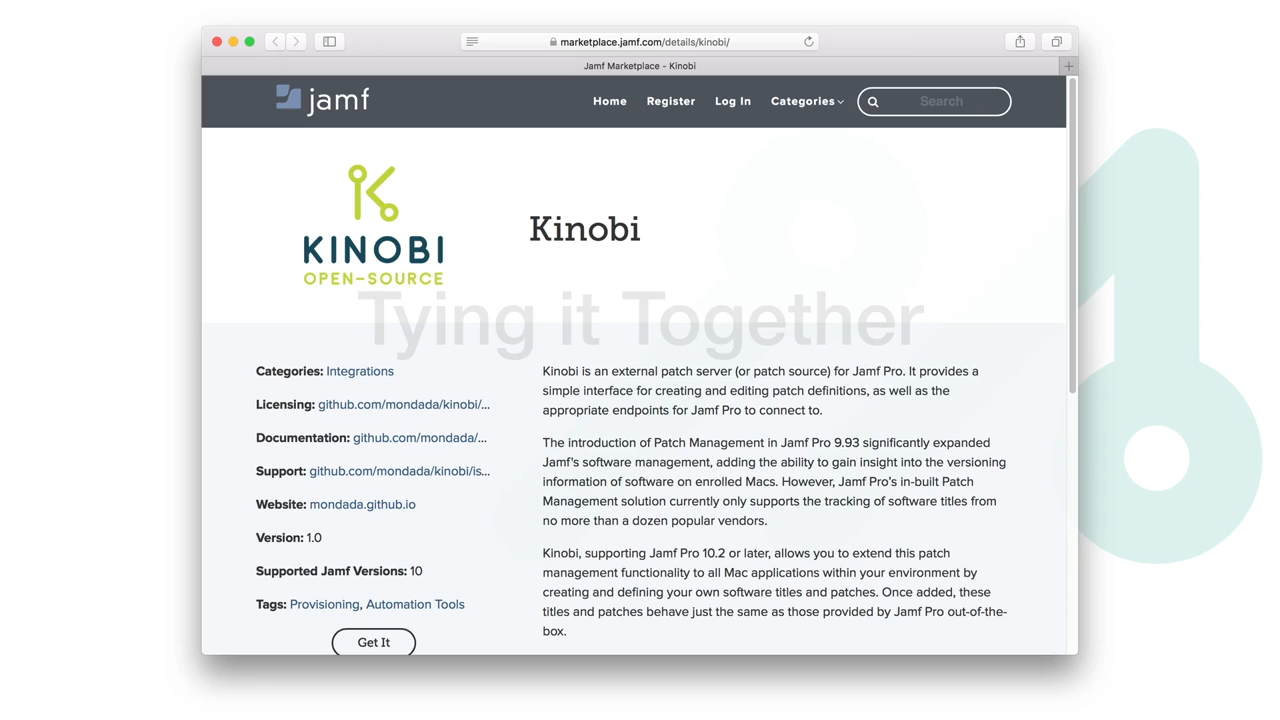 marketplace.jamf.com/details/kinobi/
Jamf Marketplace - Kinobi
jamf
Home Register Log In Categories Search
KINOBI
OPEN-SOURCE
Kinobi
Tying it Together
Categories: Integrations
Licensing: github.com/mondada/kinobi/...
Documentation: github.com/mondada/...
Support: github.com/mondada/kinobi/is...
Website: mondada.github.io
Version: 1.0
Supported Jamf Versions: 10
Tags: Provisioning, Automation Tools
Get It
Kinobi is an external patch server (or patch source) for Jamf Pro. It provides a
simple interface for creating and editing patch definitions, as well as the
appropriate endpoints for Jamf Pro to connect to.
The introduction of Patch Management in Jamf Pro 9.93 significantly expanded
Jamf's software management, adding the ability to gain insight into the versioning
information of software on enrolled Macs. However, Jamf Pro's in-built Patch
Management solution currently only supports the tracking of software titles from
no more than a dozen popular vendors.
Kinobi, supporting Jamf Pro 10.2 or later, allows you to extend this patch
management functionality to all Mac applications within your environment by
creating and defining your own software titles and patches. Once added, these
titles and patches behave just the same as those provided by Jamf Pro out-of-the-
box.